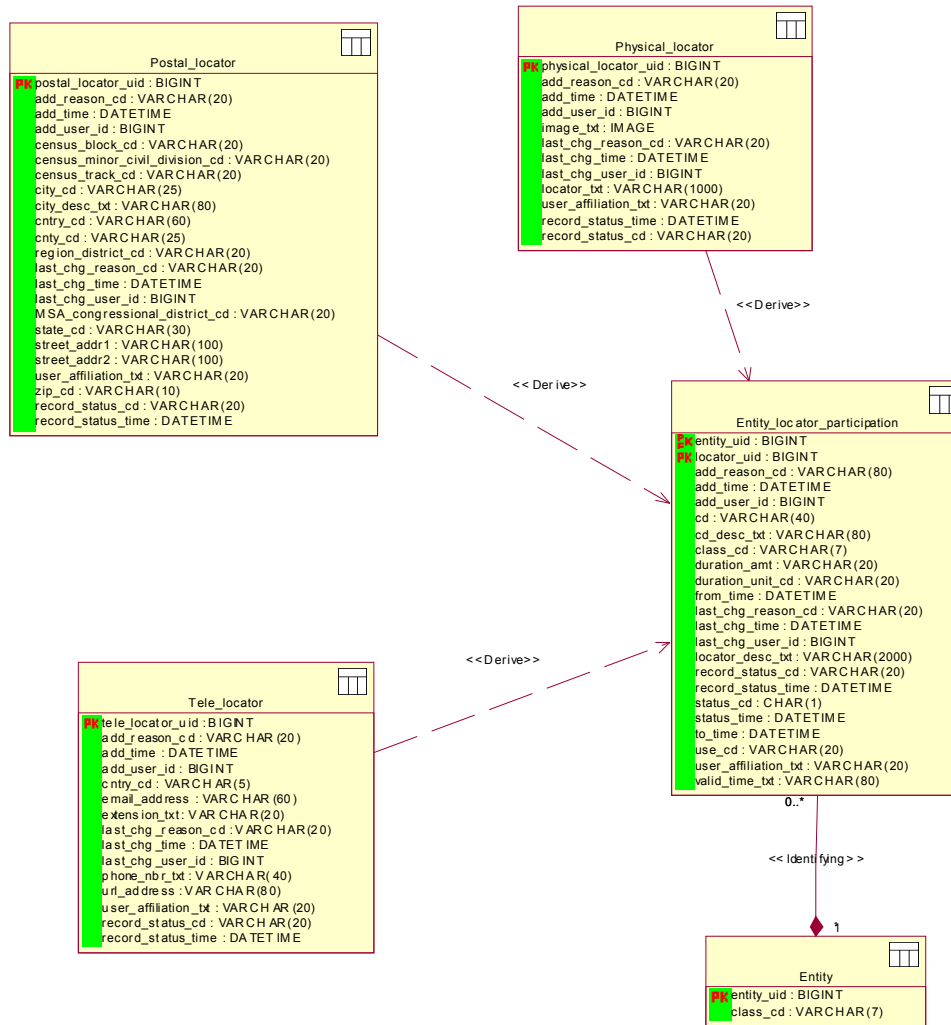 Postal_locator
PK postal_locator_uid : BIGINT
add_reason_cd : VARCHAR(20)
add_time : DATETIME
add_user_id : BIGINT
census_block_cd : VARCHAR(20)
census_minor_civil_division_cd : VARCHAR(20)
census_track_cd : VARCHAR(20)
city_cd : VARCHAR(25)
city_desc_txt : VARCHAR(80)
cntry_cd : VARCHAR(60)
cnty_cd : VARCHAR(25)
region_district_cd : VARCHAR(20)
last_chg_reason_cd : VARCHAR(20)
last_chg_time : DATETIME
last_chg_user_id : BIGINT
MSA_congressional_district_cd : VARCHAR(20)
state_cd : VARCHAR(30)
street_addr1 : VARCHAR(100)
street_addr2 : VARCHAR(100)
user_affiliation_txt : VARCHAR(20)
zip_cd : VARCHAR(10)
record_status_cd : VARCHAR(20)
record_status_time : DATETIME
Physical_locator
PK physical_locator_uid : BIGINT
add_reason_cd : VARCHAR(20)
add_time : DATETIME
add_user_id : BIGINT
image_txt : IMAGE
last_chg_reason_cd : VARCHAR(20)
last_chg_time : DATETIME
last_chg_user_id : BIGINT
locator_txt : VARCHAR(1000)
user_affiliation_txt : VARCHAR(20)
record_status_time : DATETIME
record_status_cd : VARCHAR(20)
<<Derive>>
<< Derive>>
Entity_locator_participation
entity_uid : BIGINT
PK locator_uid : BIGINT
add_reason_cd : VARCHAR(80)
add_time : DATETIME
add_user_id : BIGINT
cd : VARCHAR(40)
cd_desc_txt : VARCHAR(80)
class_cd : VARCHAR(7)
duration_amt : VARCHAR(20)
duration_unit_cd : VARCHAR(20)
from_time : DATETIME
last_chg_reason_cd : VARCHAR(20)
last_chg_time : DATETIME
last_chg_user_id : BIGINT
locator_desc_txt : VARCHAR(2000)
record_status_cd : VARCHAR(20)
record_status_time : DATETIME
status_cd : CHAR(1)
status_time : DATETIME
to_time : DATETIME
use_cd : VARCHAR(20)
user_affiliation_txt : VARCHAR(20)
valid_time_txt : VARCHAR(80)
<<Derive>>
Tele_locator
PK tele_locator_uid : BIGINT
add_reason_cd : VARCHAR(20)
add_time : DATETIME
add_user_id : BIGINT
cntry_cd : VARCHAR(5)
email_address : VARCHAR(60)
extension_txt : VARCHAR(20)
last_chg_reason_cd : VARCHAR(20)
last_chg_time : DATETIME
last_chg_user_id : BIGINT
phone_nbr_txt : VARCHAR(40)
url_address : VARCHAR(80)
user_affiliation_txt : VARCHAR(20)
record_status_cd : VARCHAR(20)
record_status_time : DATETIME
0..*
<< Identifying>>
Entity
PK entity_uid : BIGINT
class_cd : VARCHAR(7)